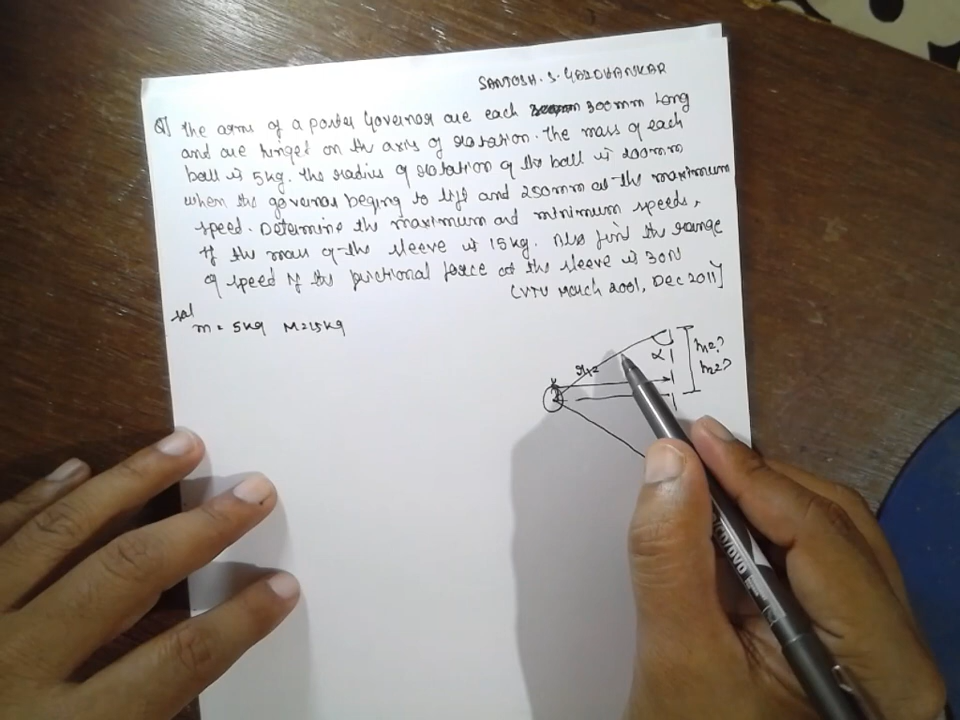 SANTOSH. S. GAROHANKAR
Q) The arms of a porter Governor are each 300mm long
and are hinged on the axis of rotation. The mass of each
ball is 5kg. The radius of rotation of the ball is 200mm
when the governor begins to lift and 250mm at the maximum
speed. Determine the maximum and minimum speeds,
if the mass of the sleeve is 15kg. Also find the range
of speed if the frictional force at the sleeve is 30N
[VTU March 2001, Dec 2011]
Sol
m = 5kg M=15kg
α
h1=?
h2=?
CD/DVD